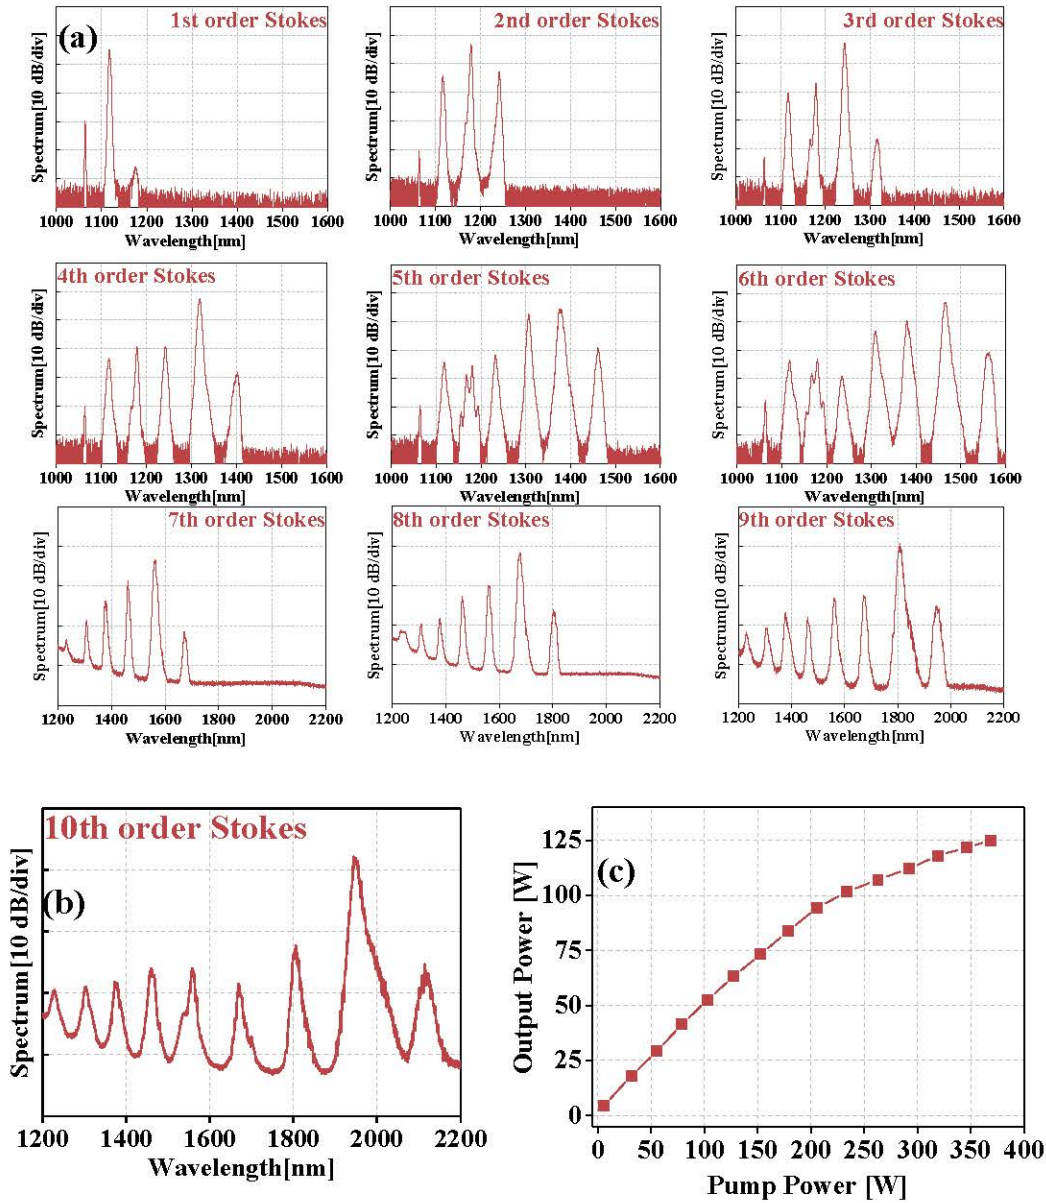 (a)
1st order Stokes
Spectrum[10 dB/div]
1000 1100 1200 1300 1400 1500 1600
Wavelength[nm]
2nd order Stokes
Spectrum[10 dB/div]
1000 1100 1200 1300 1400 1500 1600
Wavelength[nm]
3rd order Stokes
Spectrum[10 dB/div]
1000 1100 1200 1300 1400 1500 1600
Wavelength[nm]
4th order Stokes
Spectrum[10 dB/div]
1000 1100 1200 1300 1400 1500 1600
Wavelength[nm]
5th order Stokes
Spectrum[10 dB/div]
1000 1100 1200 1300 1400 1500 1600
Wavelength[nm]
6th order Stokes
Spectrum[10 dB/div]
1000 1100 1200 1300 1400 1500 1600
Wavelength[nm]
7th order Stokes
Spectrum[10 dB/div]
1200 1400 1600 1800 2000 2200
Wavelength[nm]
8th order Stokes
Spectrum[10 dB/div]
1200 1400 1600 1800 2000 2200
Wavelength[nm]
9th order Stokes
Spectrum[10 dB/div]
1200 1400 1600 1800 2000 2200
Wavelength[nm]
10th order Stokes
(b)
Spectrum[10 dB/div]
1200 1400 1600 1800 2000 2200
Wavelength[nm]
(c)
Output Power [W]
125
100
75
50
25
0
0 50 100 150 200 250 300 350 400
Pump Power [W]